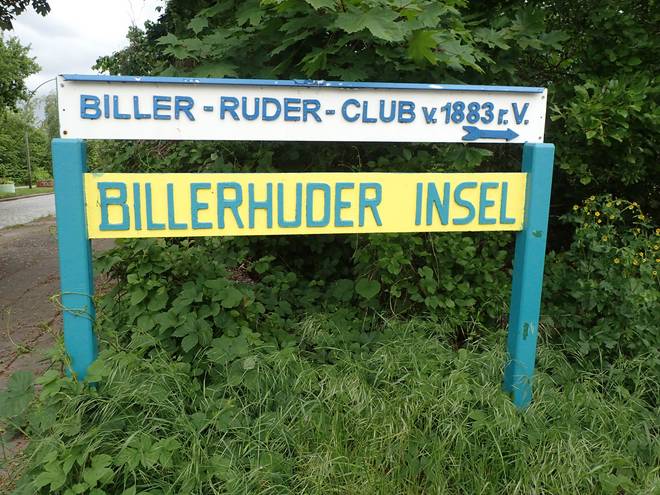 BILLER - RUDER - CLUB v. 1883 r. V.
BILLERHUDER INSEL